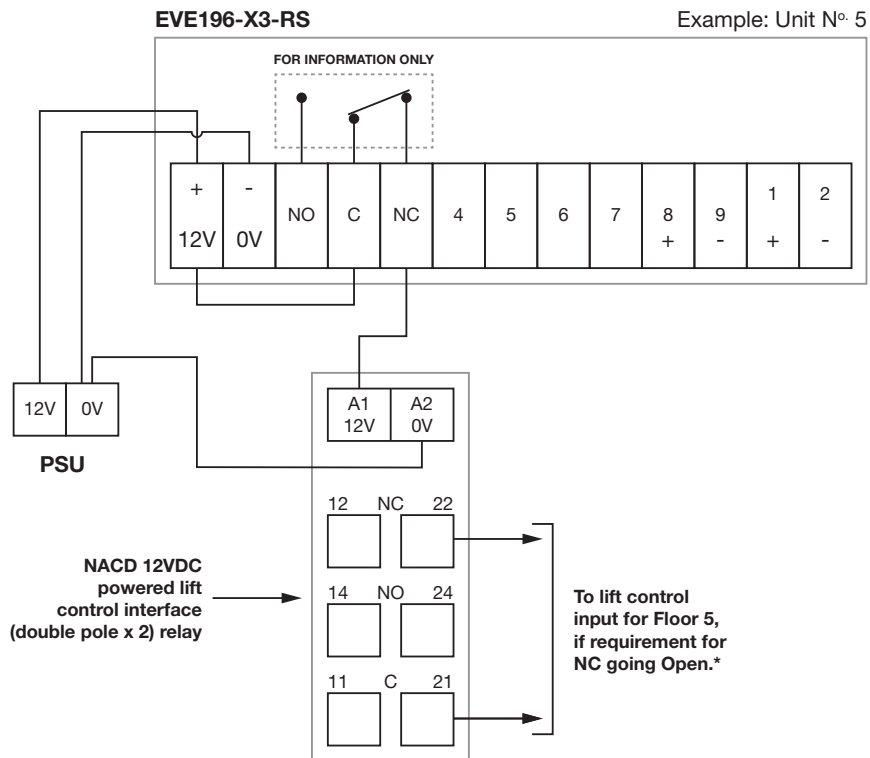 EVE196-X3-RS
Example: Unit No. 5
FOR INFORMATION ONLY
+
12V
-
0V
NO
C
NC
4
5
6
7
8
+
9
-
1
+
2
-
12V
0V
PSU
A1
12V
A2
0V
12 NC 22
14 NO 24
11 C 21
NACD 12VDC
powered lift
control interface
(double pole x 2) relay
To lift control
input for Floor 5,
if requirement for
NC going Open.*